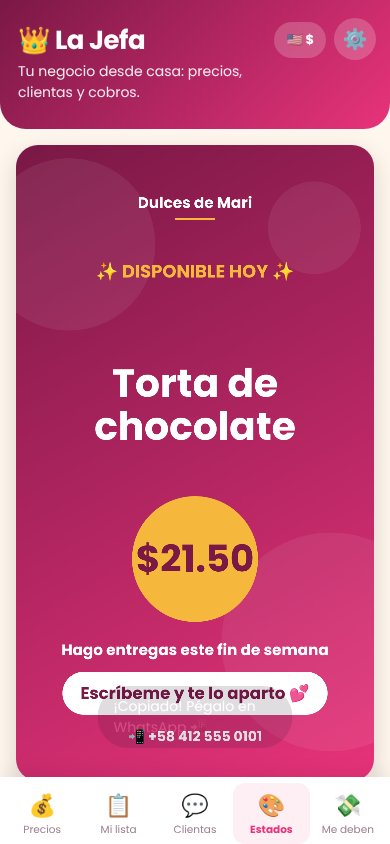 👑 La Jefa
🇺🇸 $
⚙️
Tu negocio desde casa: precios,
clientas y cobros.
Dulces de Mari
✨ DISPONIBLE HOY ✨
Torta de
chocolate
$21.50
Hago entregas este fin de semana
Escríbeme y te lo aparto 💕
¡Copiado! Pégalo en
WhatsApp 📲
📲 +58 412 555 0101
💰 📋 💬 🎨 💸
Precios Mi lista Clientas Estados Me deben